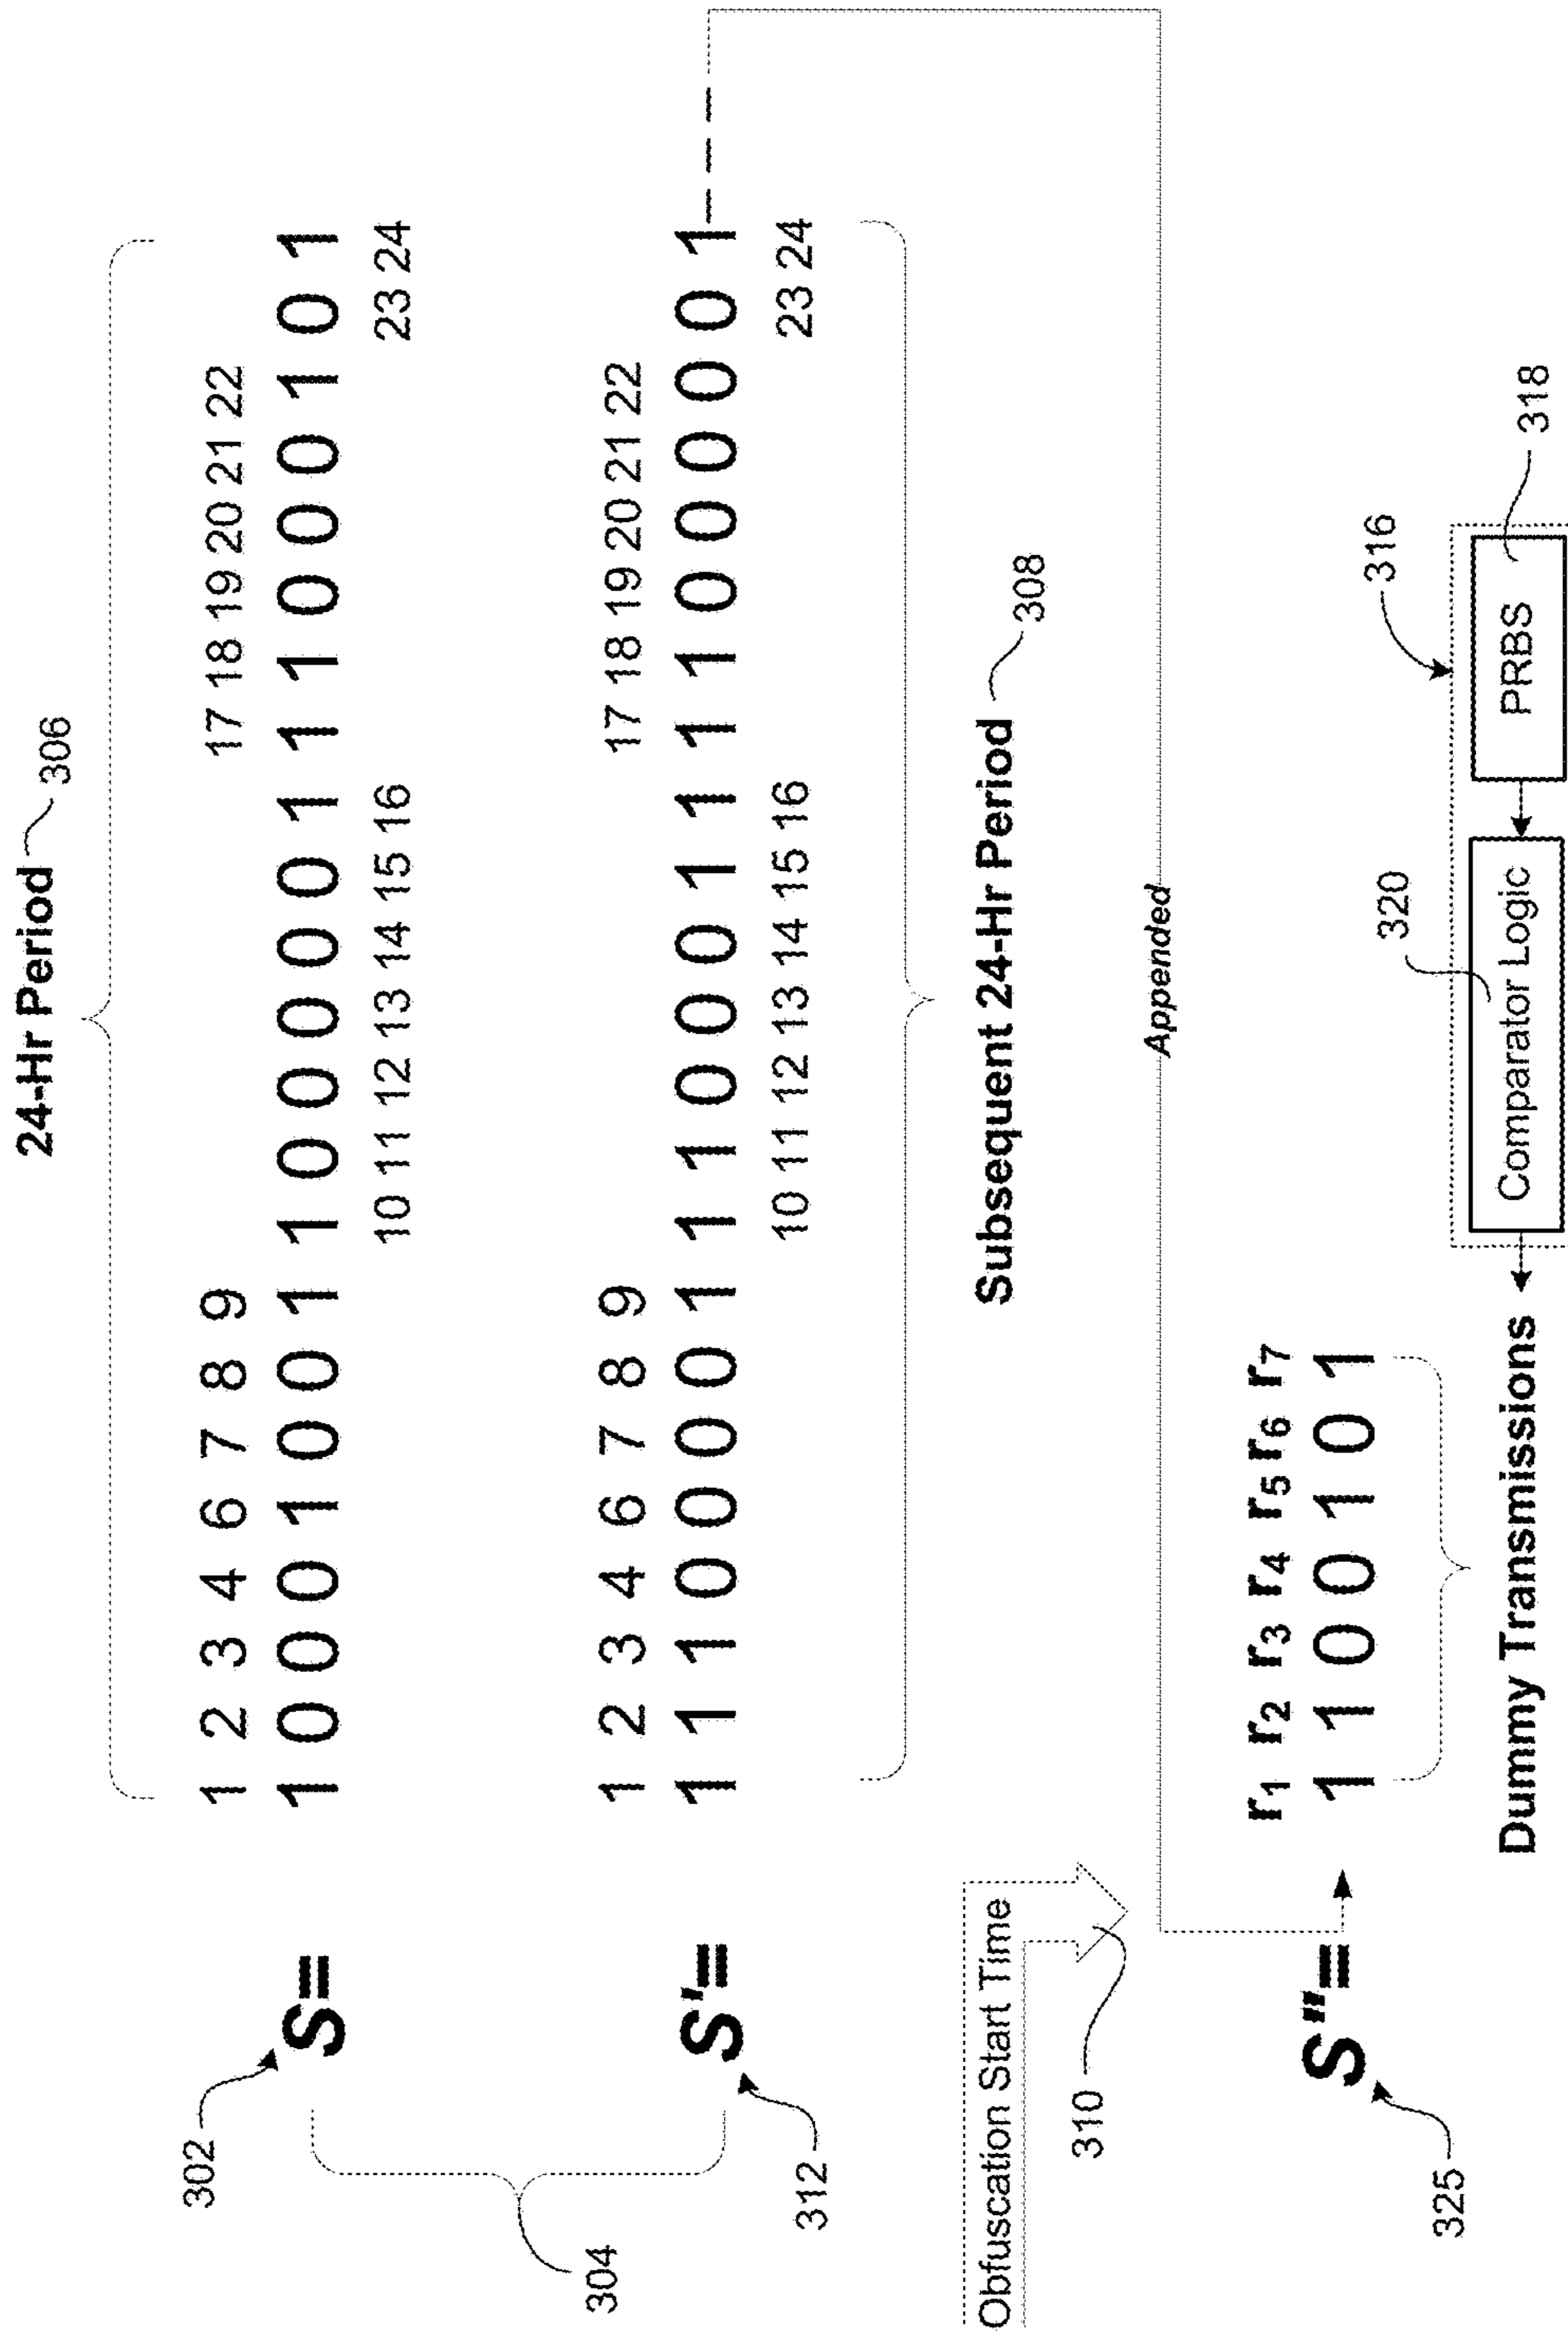 24-Hr Period 306
1 2 3 4 6 7 8 9 17 18 19 20 21 22
302 S= 1 0 0 0 1 0 0 1 1 0 0 0 0 0 1 1 1 0 0 0 1 0 1
10 11 12 13 14 15 16 23 24
304
1 2 3 4 6 7 8 9 17 18 19 20 21 22
S'= 1 1 1 0 0 0 0 1 1 1 0 0 0 1 1 1 1 0 0 0 0 0 1
312 10 11 12 13 14 15 16 23 24
Subsequent 24-Hr Period 308
Obfuscation Start Time
310
Appended
r1 r2 r3 r4 r5 r6 r7
S''= 1 1 0 0 1 0 1
325
320 316
Dummy Transmissions Comparator Logic PRBS
318